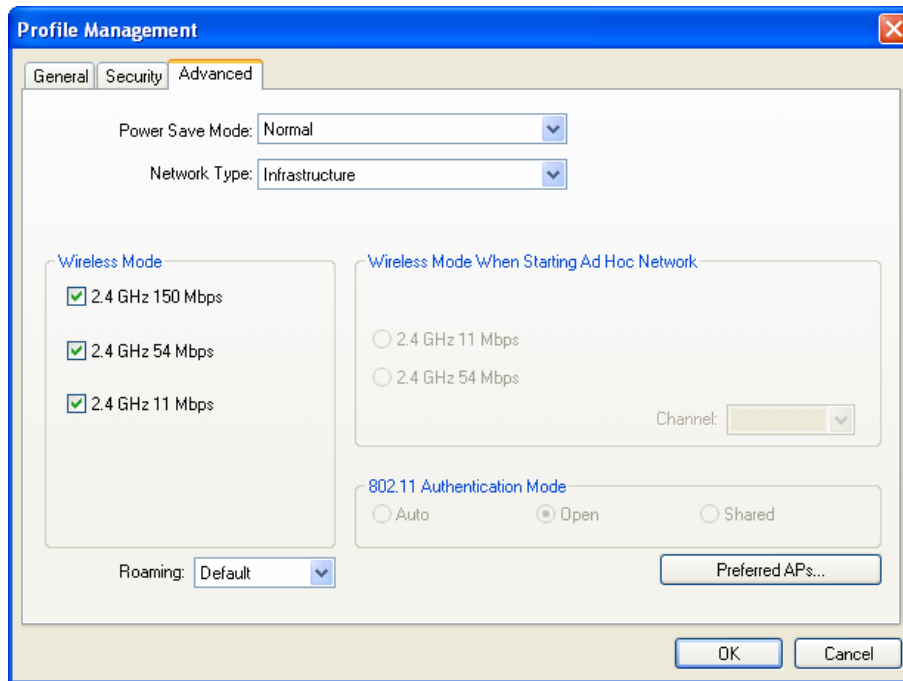 Profile Management
General Security Advanced
Power Save Mode: Normal
Network Type: Infrastructure
Wireless Mode
2.4 GHz 150 Mbps
2.4 GHz 54 Mbps
2.4 GHz 11 Mbps
Wireless Mode When Starting Ad Hoc Network
2.4 GHz 11 Mbps
2.4 GHz 54 Mbps
Channel:
802.11 Authentication Mode
Auto Open Shared
Roaming: Default
Preferred APs...
OK Cancel